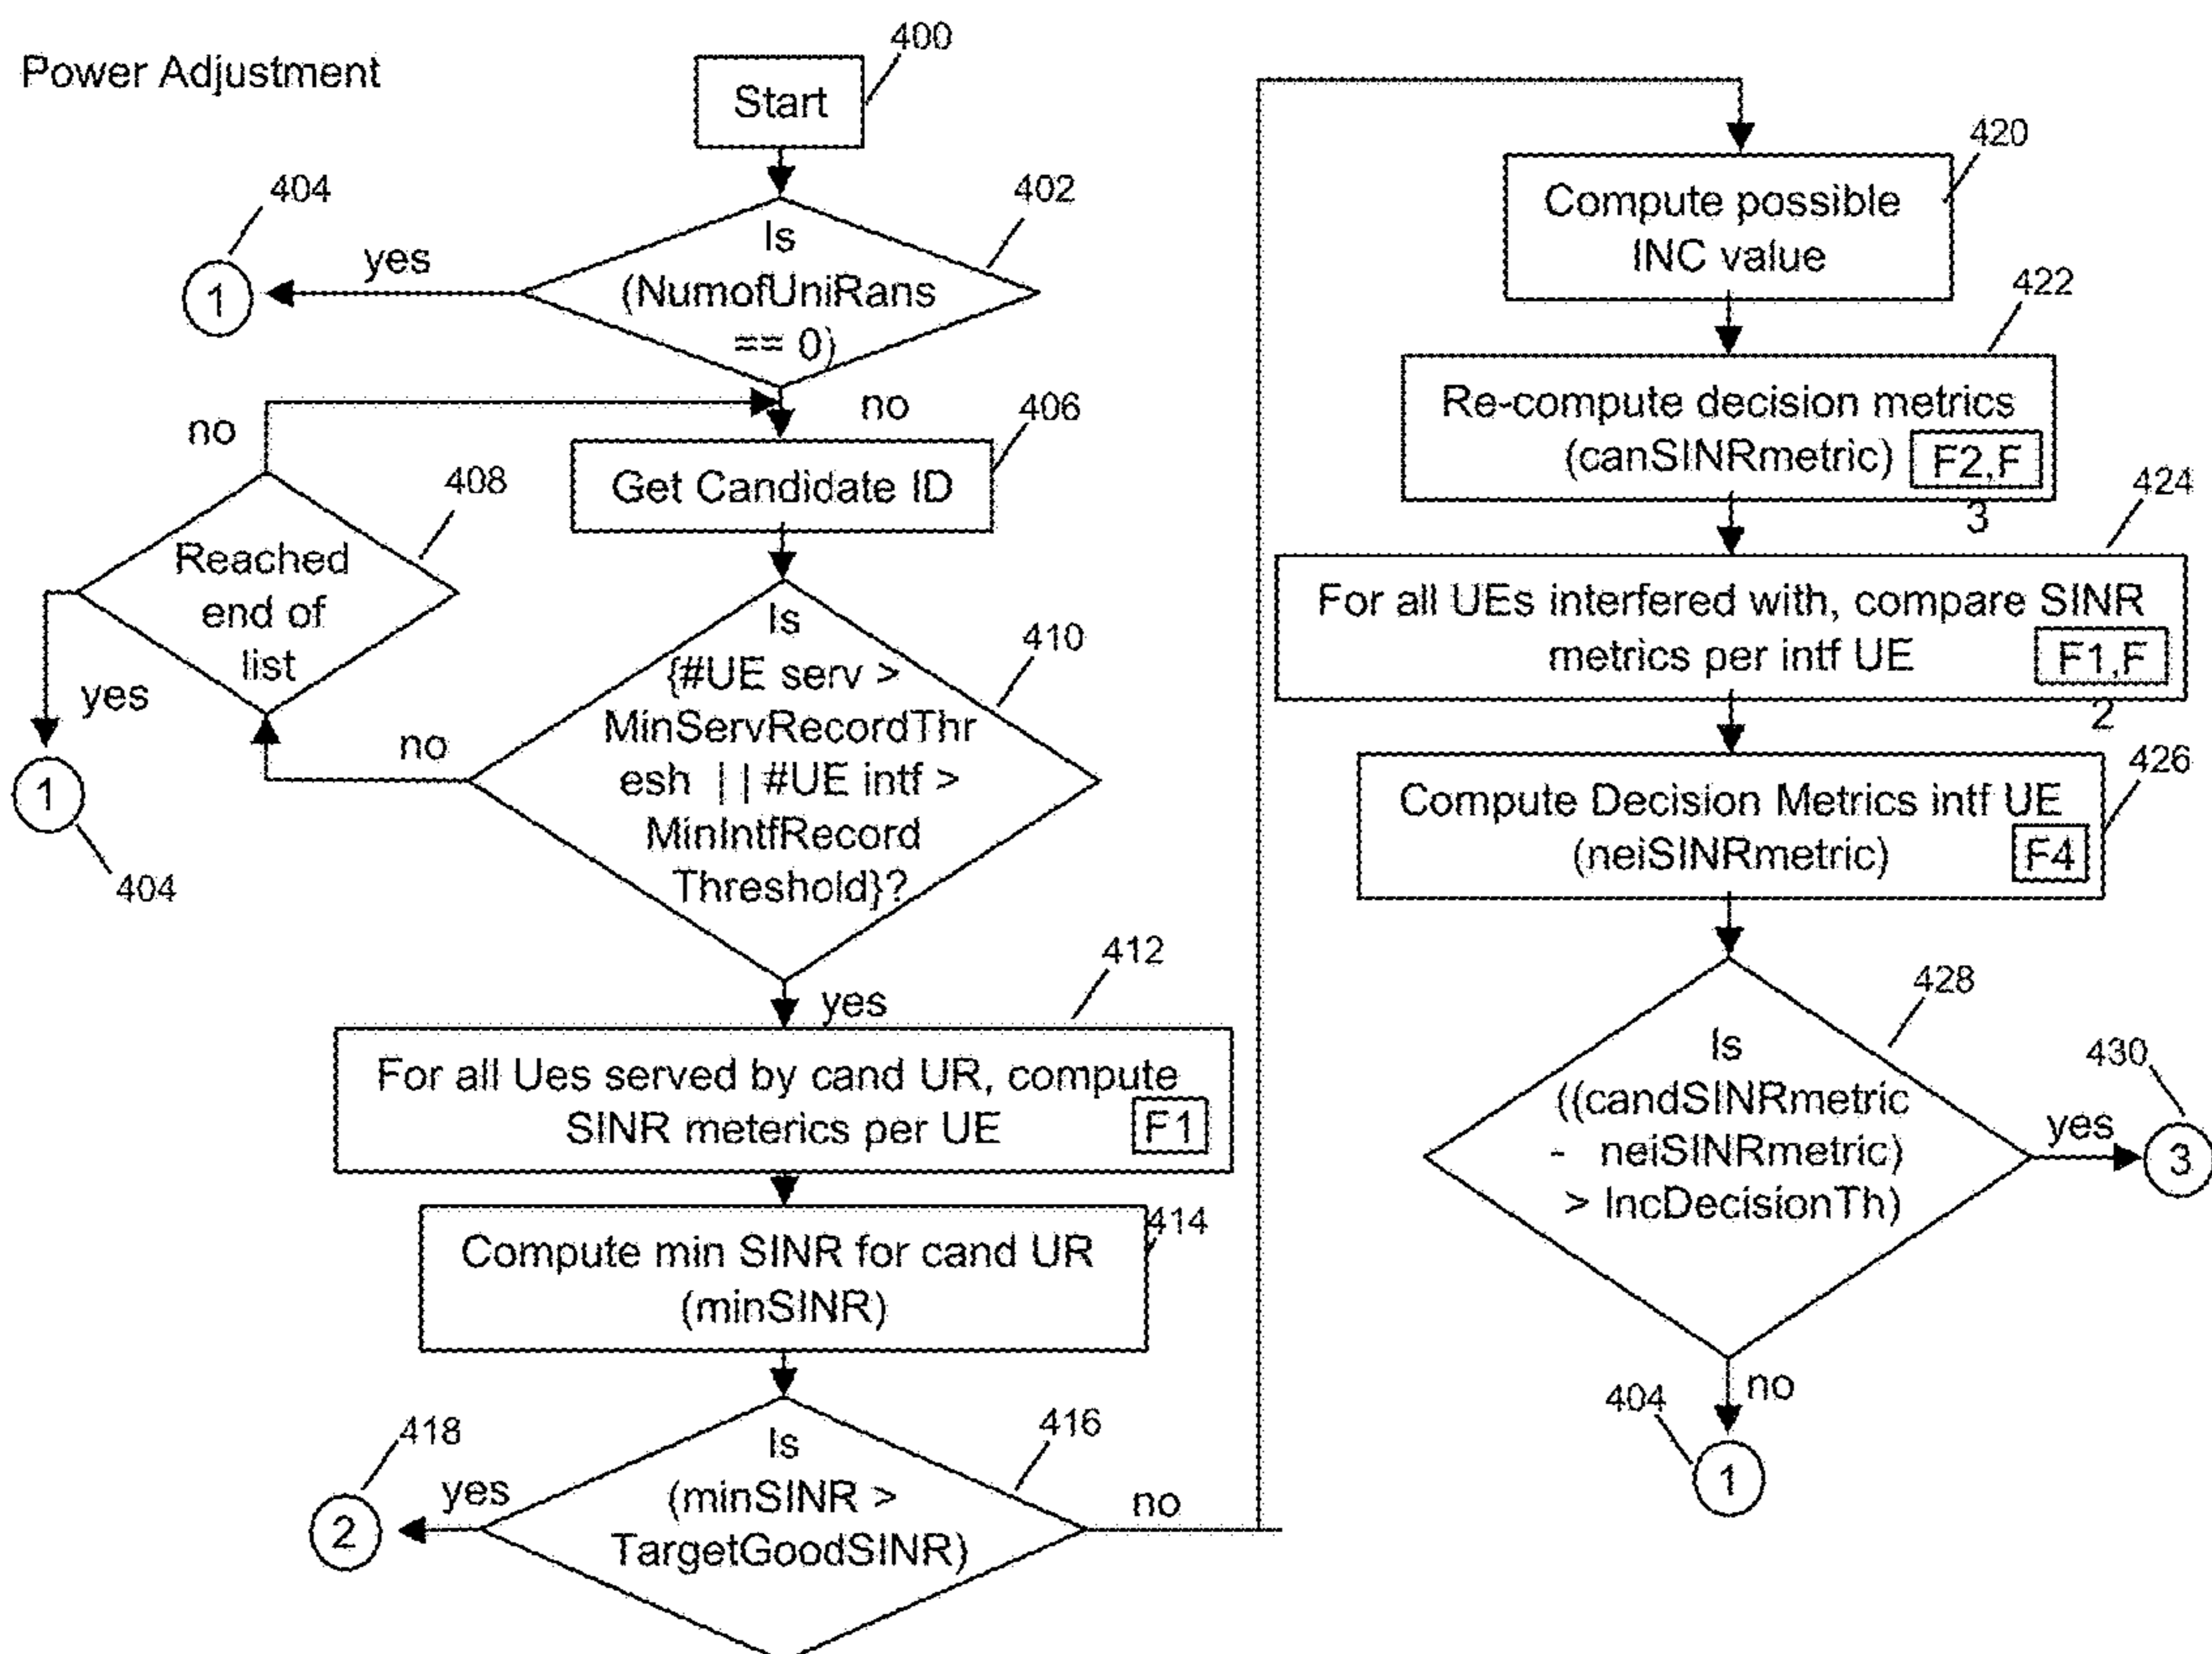 Power Adjustment
400
Start
404
402
yes
1
Is
(NumofUniRans
== 0)
no
no
406
Get Candidate ID
408
Reached
end of
list
yes
1
404
410
Is
{#UE serv >
MinServRecordThr
esh || #UE intf >
MinIntfRecord
Threshold}?
no
yes
412
For all Ues served by cand UR, compute
SINR meterics per UE
F1
414
Compute min SINR for cand UR
(minSINR)
416
Is
(minSINR >
TargetGoodSINR)
418
yes
2
no
420
Compute possible
INC value
422
Re-compute decision metrics
(canSINRmetric)
F2,F
3
424
For all UEs interfered with, compare SINR
metrics per intf UE
F1,F
2
426
Compute Decision Metrics intf UE
(neiSINRmetric)
F4
428
Is
((candSINRmetric
- neiSINRmetric)
> IncDecisionTh)
430
yes
3
no
404
1